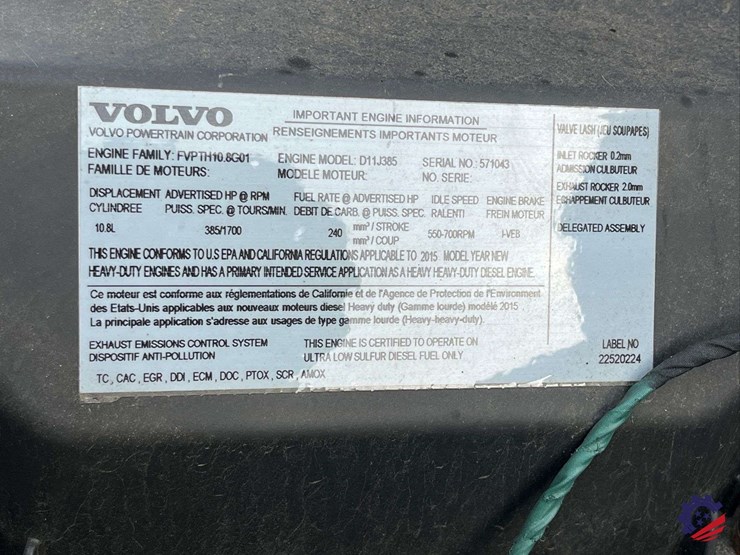 VOLVO
VOLVO POWERTRAIN CORPORATION
IMPORTANT ENGINE INFORMATION
RENSEIGNEMENTS IMPORTANTS MOTEUR
ENGINE FAMILY: FVPTH10.8G01 ENGINE MODEL: D11J385 SERIAL NO: 571043
FAMILLE DE MOTEURS: MODELE MOTEUR: NO. SERIE:
DISPLACEMENT ADVERTISED HP @ RPM FUEL RATE @ ADVERTISED HP IDLE SPEED ENGINE BRAKE
CYLINDREE PUISS. SPEC. @ TOURS/MIN. DEBIT DE CARB. @ PUISS. SPEC. RALENTI FREIN MOTEUR
10.8L 385/1700 240 mm³ / STROKE 550-700RPM I-VEB
mm³ / COUP
THIS ENGINE CONFORMS TO U.S EPA AND CALIFORNIA REGULATIONS APPLICABLE TO 2015 MODEL YEAR NEW
HEAVY-DUTY ENGINES AND HAS A PRIMARY INTENDED SERVICE APPLICATION AS A HEAVY HEAVY-DUTY DIESEL ENGINE.
Ce moteur est conforme aux réglementations de Californie et de l'Agence de Protection de l'Environment
des Etats-Unis applicables aux nouveaux moteurs diesel Heavy duty (Gamme lourde) modèle 2015.
La principale application s'adresse aux usages de type gamme lourde (Heavy-heavy-duty).
EXHAUST EMISSIONS CONTROL SYSTEM THIS ENGINE IS CERTIFIED TO OPERATE ON
DISPOSITIF ANTI-POLLUTION ULTRA LOW SULFUR DIESEL FUEL ONLY.
TC , CAC , EGR , DDI , ECM , DOC , PTOX , SCR , AMOX
VALVE LASH (JEU SOUPAPES)
INLET ROCKER 0.2mm
ADMISSION CULBUTEUR
EXHAUST ROCKER 2.0mm
ECHAPPEMENT CULBUTEUR
DELEGATED ASSEMBLY
LABEL NO
22520224